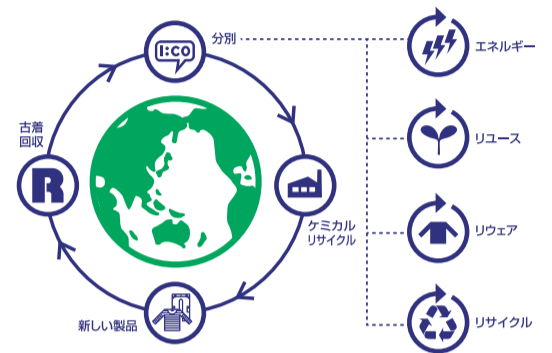 I:CO
分別
エネルギー
古着
回収
R
リユース
ケミカル
リサイクル
リウェア
新しい製品
リサイクル